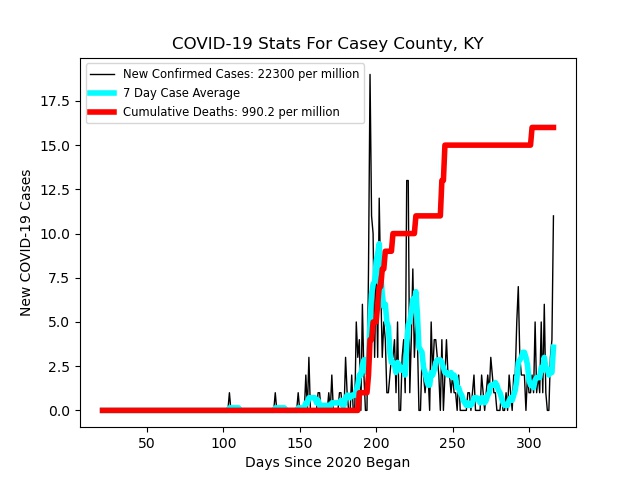 COVID-19 Stats For Casey County, KY
New Confirmed Cases: 22300 per million
7 Day Case Average
Cumulative Deaths: 990.2 per million
New COVID-19 Cases
17.5
15.0
12.5
10.0
7.5
5.0
2.5
0.0
50 100 150 200 250 300
Days Since 2020 Began